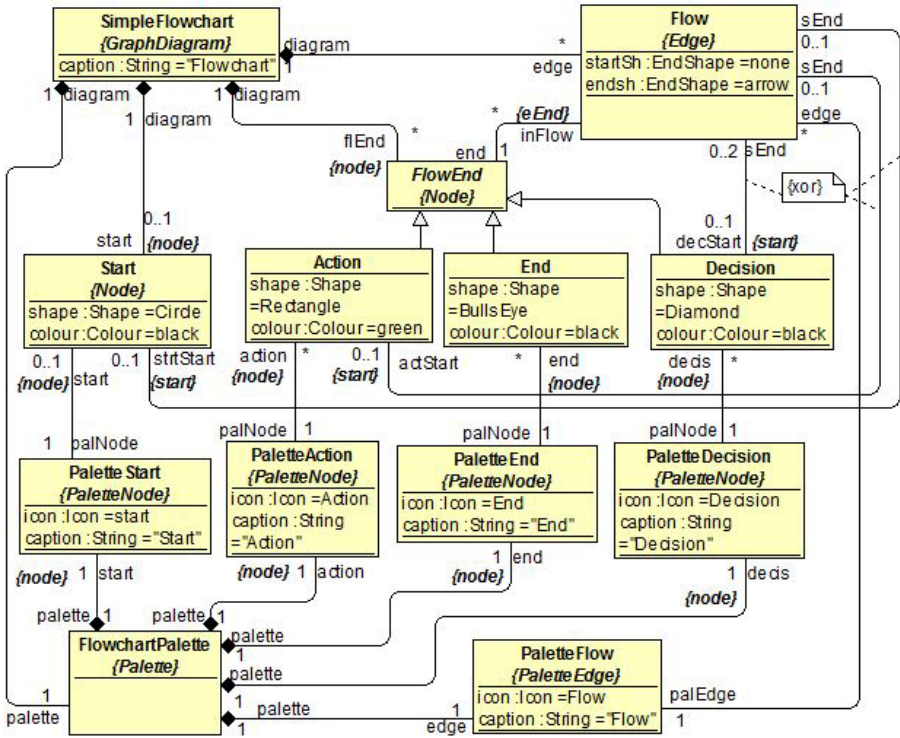 SimpleFlowchart
{GraphDiagram}
caption :String ="Flowchart"
diagram
1
*
edge
Flow
{Edge}
startSh :EndShape =none
endsh :EndShape =arrow
sEnd
0..1
sEnd
0..1
edge
*
1 diagram
1 diagram
1 diagram
*
flEnd
{node}
* {eEnd}
inFlow
end 1
FlowEnd
{Node}
0..2 sEnd
{xor}
0..1
start {node}
0..1
decStart {start}
Start
{Node}
shape :Shape =Circle
colour:Colour=black
Action
shape :Shape
=Rectangle
colour:Colour=green
End
shape :Shape
=BullsEye
colour:Colour=black
Decision
shape :Shape
=Diamond
colour:Colour=black
0..1
start
{node}
0..1 strtStart
{start}
action *
{node}
0..1 actStart
{start}
* end
{node}
decis *
{node}
1 palNode
palNode 1
palNode 1
palNode 1
PaletteStart
{PaletteNode}
icon :Icon =start
caption :String ="Start"
PaletteAction
{PaletteNode}
icon :Icon =Action
caption :String
="Action"
PaletteEnd
{PaletteNode}
icon :Icon =End
caption :String ="End"
PaletteDecision
{PaletteNode}
icon :Icon =Decision
caption :String
="Decision"
{node} 1 start
{node} 1 action
1 end
{node}
1 decis
{node}
palette 1
palette 1
FlowchartPalette
{Palette}
palette
1
palette
1
palette
1
1
palette
1
edge
PaletteFlow
{PaletteEdge}
icon :Icon =Flow
caption :String ="Flow"
palEdge
1